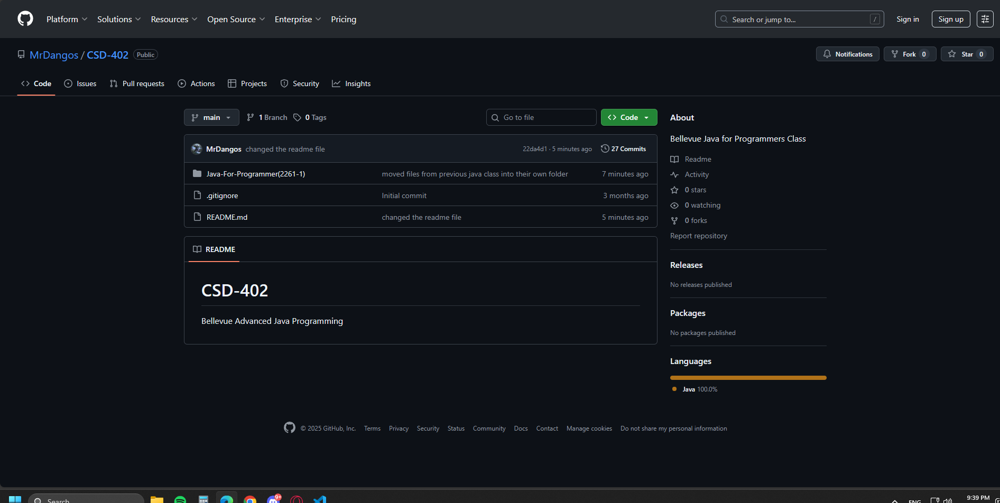 Platform Solutions Resources Open Source Enterprise Pricing Search or jump to... / Sign in Sign up
MrDangos / CSD-402 Public Notifications Fork 0 Star 0
Code Issues Pull requests Actions Projects Security Insights
main 1 Branch 0 Tags Go to file Code
MrDangos changed the readme file 22da4d1 · 5 minutes ago 27 Commits
Java-For-Programmer(2261-1) moved files from previous java class into their own folder 7 minutes ago
.gitignore Initial commit 3 months ago
README.md changed the readme file 5 minutes ago
README
CSD-402
Bellevue Advanced Java Programming
About
Bellevue Java for Programmers Class
Readme
Activity
0 stars
0 watching
0 forks
Report repository
Releases
No releases published
Packages
No packages published
Languages
Java 100.0%
© 2025 GitHub, Inc. Terms Privacy Security Status Community Docs Contact Manage cookies Do not share my personal information
Search 9+ ENG 9:39 PM